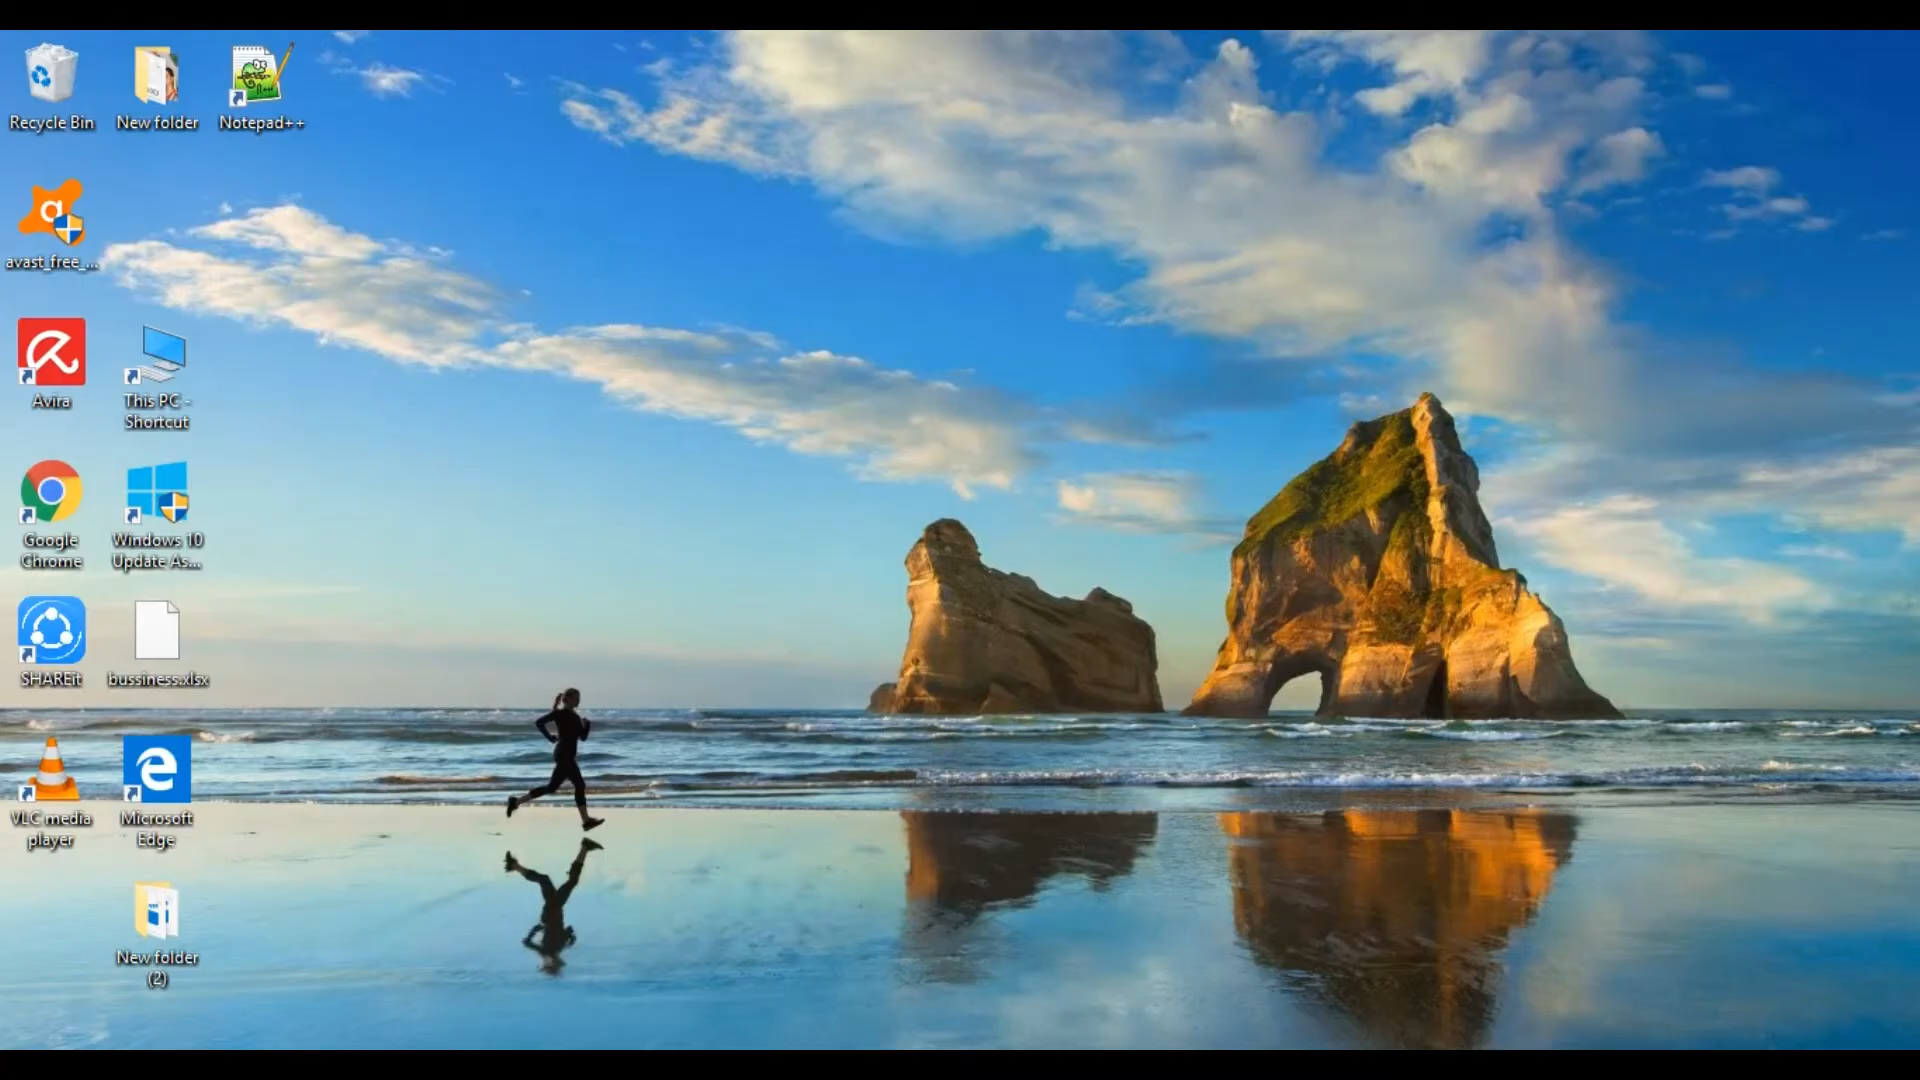 Recycle Bin
New folder
Notepad++
avast_free_...
Avira
This PC -
Shortcut
Google
Chrome
Windows 10
Update As...
SHAREit
bussiness.xlsx
VLC media
player
Microsoft
Edge
New folder
(2)